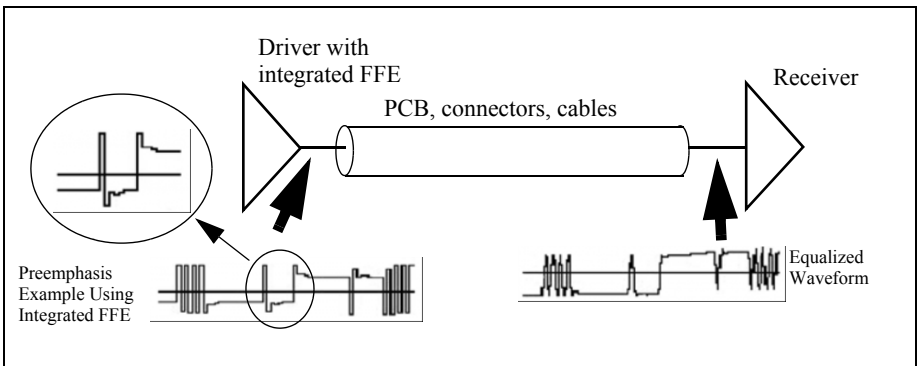 Driver with
integrated FFE
Receiver
PCB, connectors, cables
Preemphasis
Example Using
Integrated FFE
Equalized
Waveform